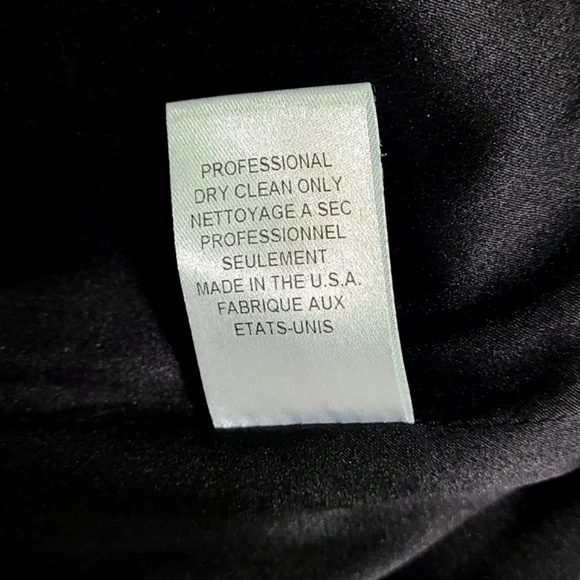 PROFESSIONAL
DRY CLEAN ONLY
NETTOYAGE A SEC
PROFESSIONNEL
SEULEMENT
MADE IN THE U.S.A.
FABRIQUE AUX
ETATS-UNIS